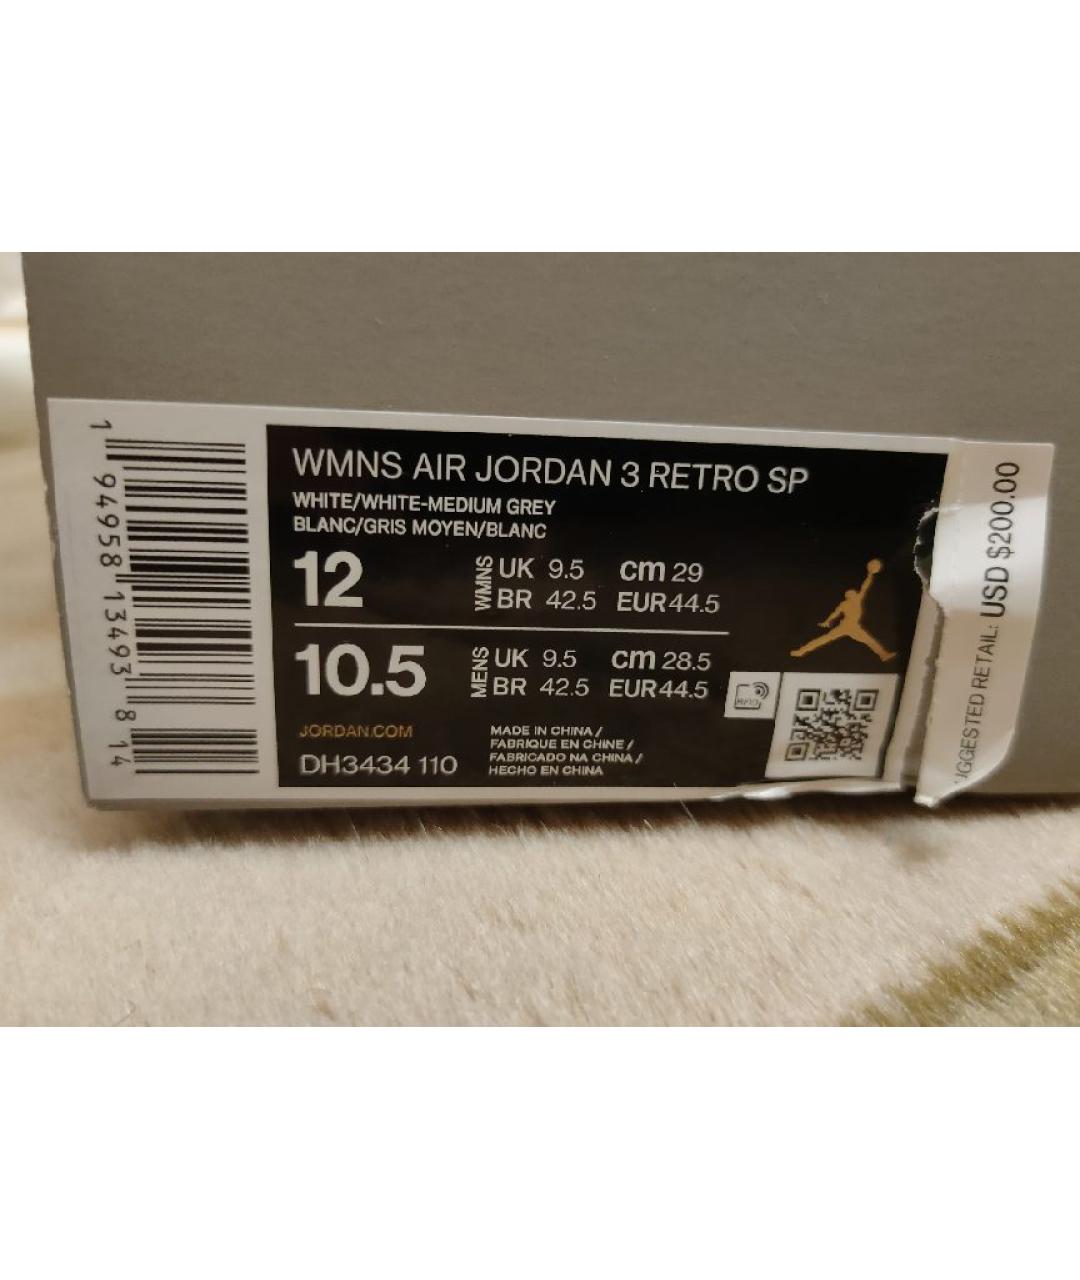 WMNS AIR JORDAN 3 RETRO SP
WHITE/WHITE-MEDIUM GREY
BLANC/GRIS MOYEN/BLANC
12
WMNS
UK 9.5 cm 29
BR 42.5 EUR 44.5
10.5
MENS
UK 9.5 cm 28.5
BR 42.5 EUR 44.5
JORDAN.COM
DH3434 110
MADE IN CHINA /
FABRIQUE EN CHINE /
FABRICADO NA CHINA /
HECHO EN CHINA
RFID
UGGESTED RETAIL: USD $200.00
1 94958 13493 8 14